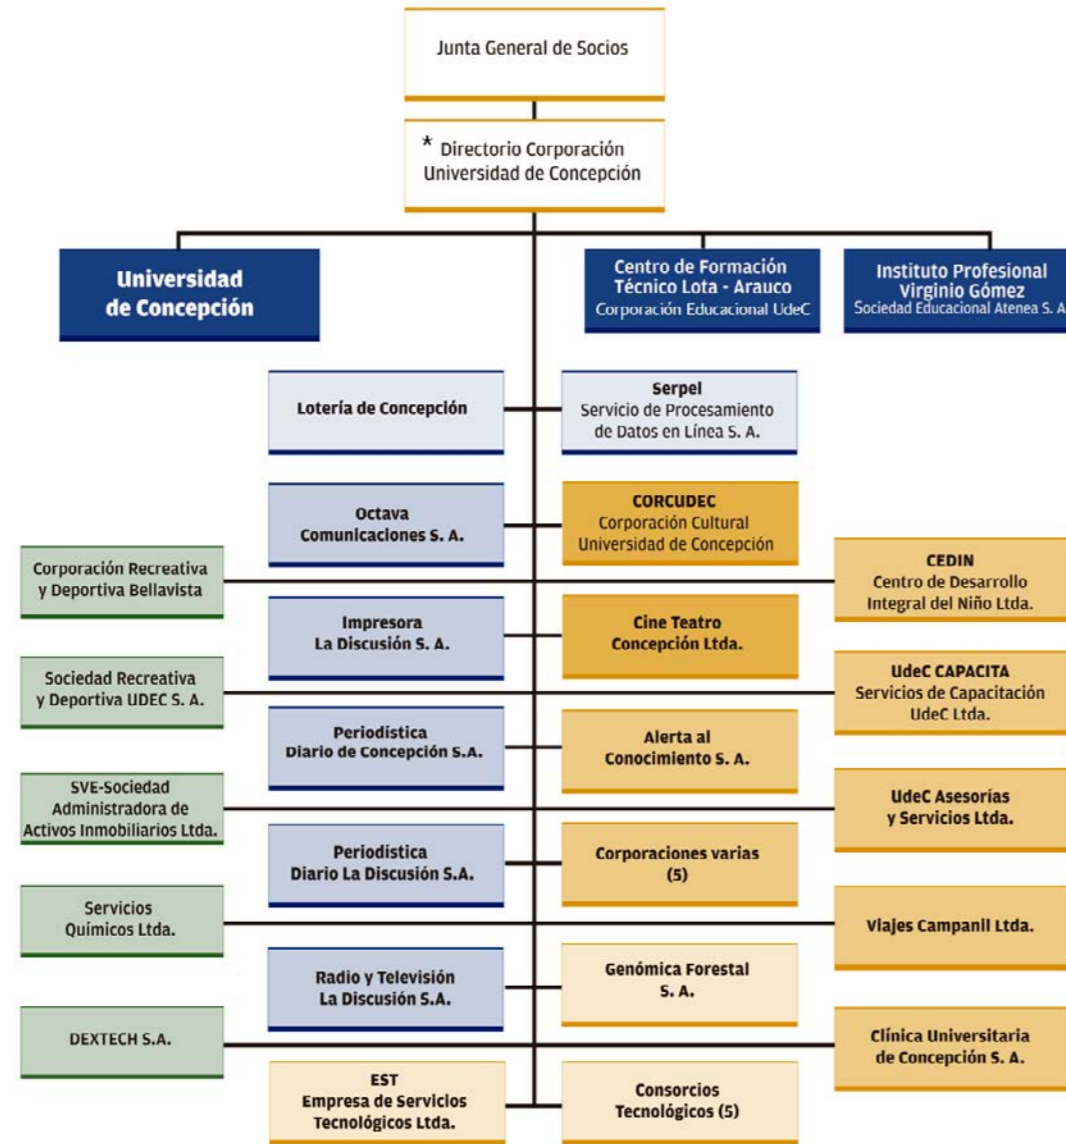 Junta General de Socios
* Directorio Corporación
Universidad de Concepción
Universidad
de Concepción
Centro de Formación
Técnico Lota - Arauco
Corporación Educacional UdeC
Instituto Profesional
Virginio Gómez
Sociedad Educacional Atenea S. A
Lotería de Concepción
Serpel
Servicio de Procesamiento
de Datos en Línea S. A.
Octava
Comunicaciones S. A.
CORCUDEC
Corporación Cultural
Universidad de Concepción
Corporación Recreativa
y Deportiva Bellavista
CEDIN
Centro de Desarrollo
Integral del Niño Ltda.
Impresora
La Discusión S. A.
Cine Teatro
Concepción Ltda.
Sociedad Recreativa
y Deportiva UDEC S. A.
UdeC CAPACITA
Servicios de Capacitación
UdeC Ltda.
Periodística
Diario de Concepción S.A.
Alerta al
Conocimiento S. A.
SVE-Sociedad
Administradora de
Activos Inmobiliarios Ltda.
UdeC Asesorías
y Servicios Ltda.
Periodística
Diario La Discusión S.A.
Corporaciones varias
(5)
Servicios
Químicos Ltda.
Viajes Campanil Ltda.
Radio y Televisión
La Discusión S.A.
Genómica Forestal
S. A.
DEXTECH S.A.
Clínica Universitaria
de Concepción S. A.
EST
Empresa de Servicios
Tecnológicos Ltda.
Consorcios
Tecnológicos (5)